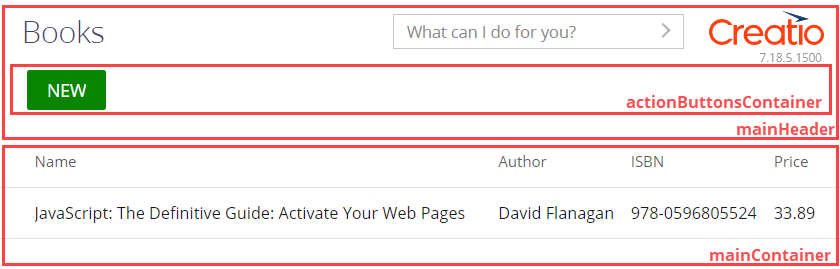 Books
What can I do for you?
Creatio
7.18.5.1500
NEW
actionButtonsContainer
mainHeader
Name Author ISBN Price
JavaScript: The Definitive Guide: Activate Your Web Pages David Flanagan 978-0596805524 33.89
mainContainer